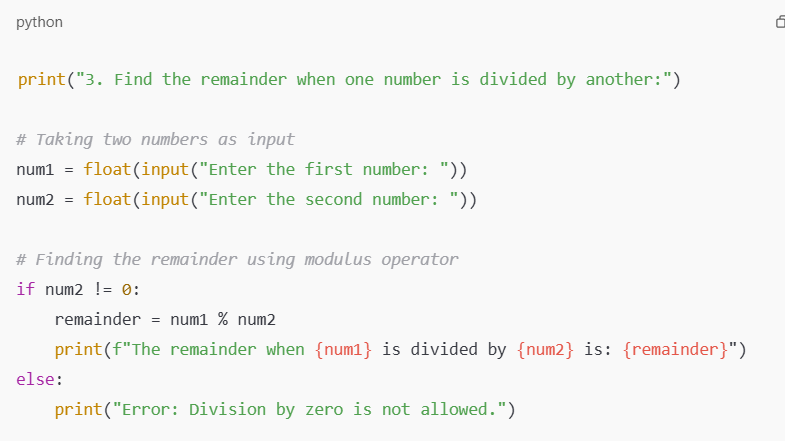 python
print("3. Find the remainder when one number is divided by another:")
# Taking two numbers as input
num1 = float(input("Enter the first number: "))
num2 = float(input("Enter the second number: "))
# Finding the remainder using modulus operator
if num2 != 0:
    remainder = num1 % num2
    print(f"The remainder when {num1} is divided by {num2} is: {remainder}")
else:
    print("Error: Division by zero is not allowed.")